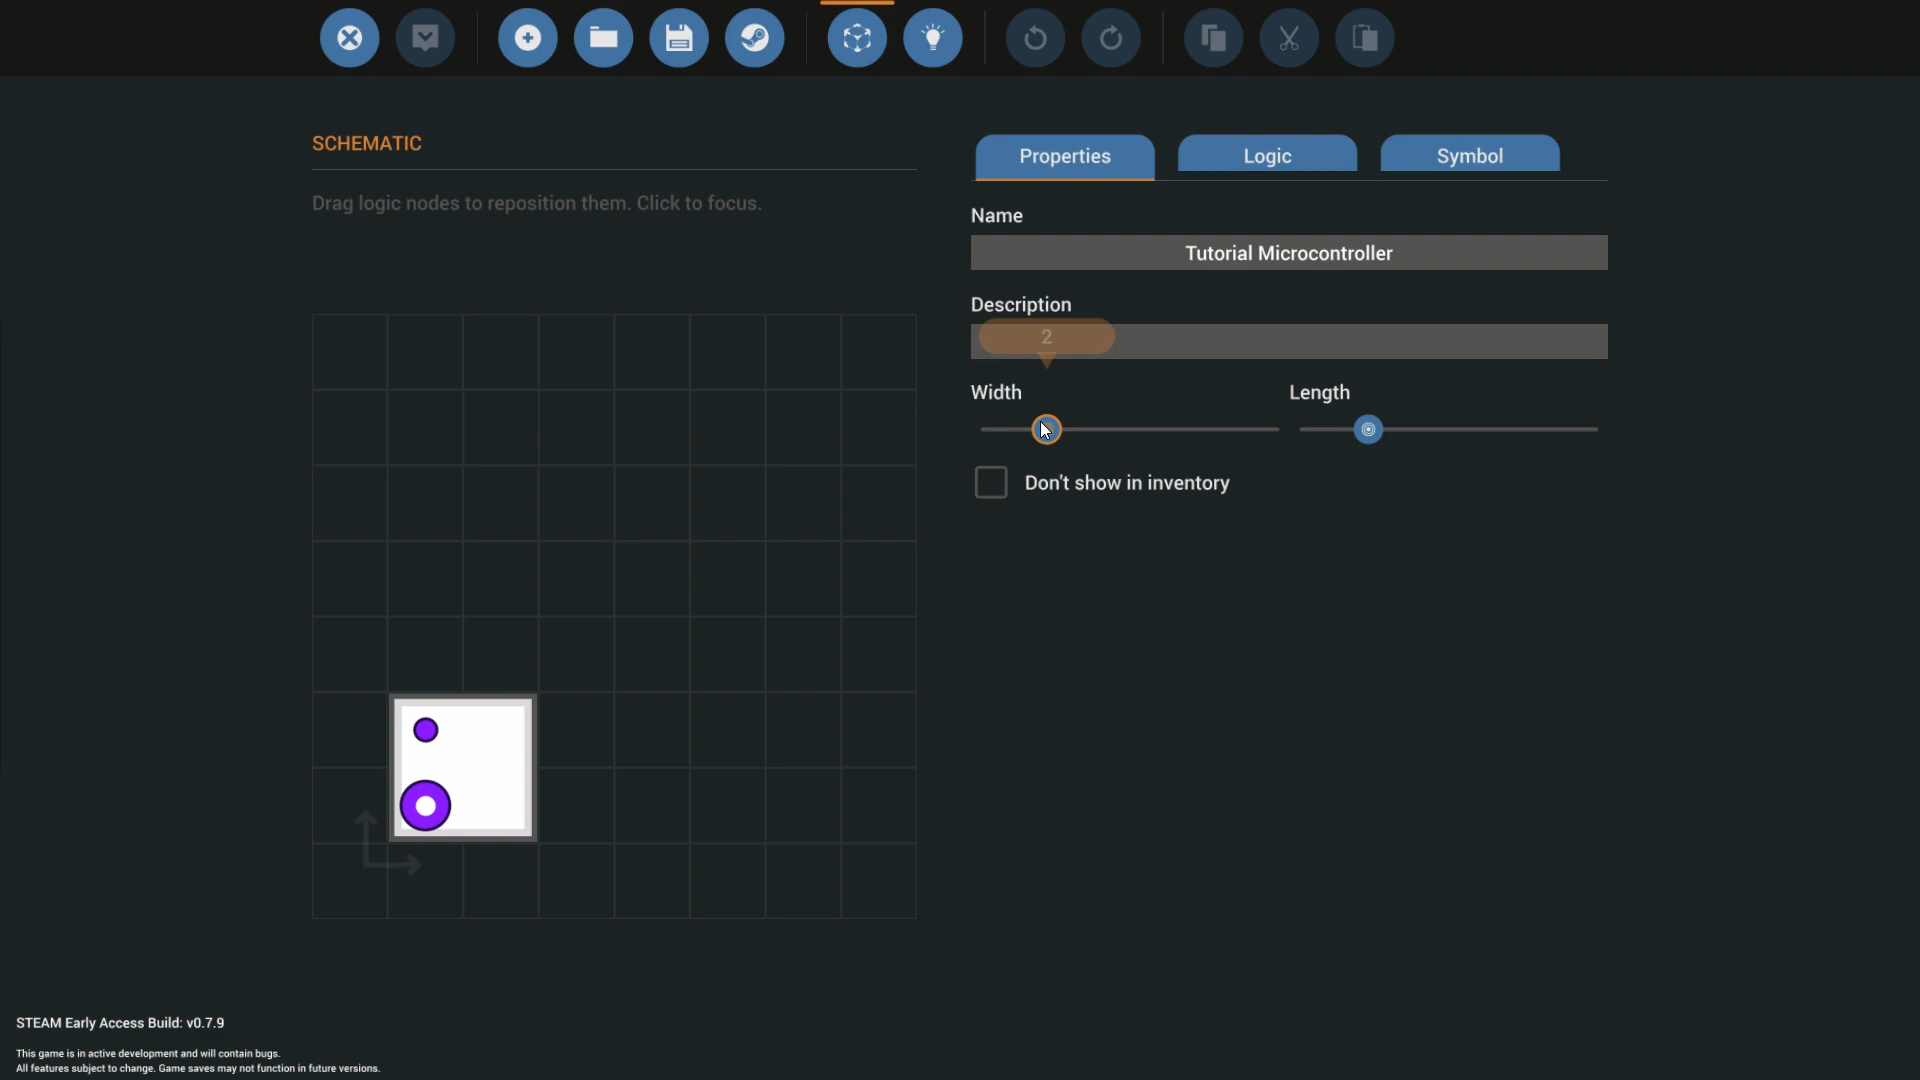 SCHEMATIC
Drag logic nodes to reposition them. Click to focus.
Properties
Logic
Symbol
Name
Tutorial Microcontroller
Description
2
Width
Length
Don't show in inventory
STEAM Early Access Build: v0.7.9
This game is in active development and will contain bugs.
All features subject to change. Game saves may not function in future versions.